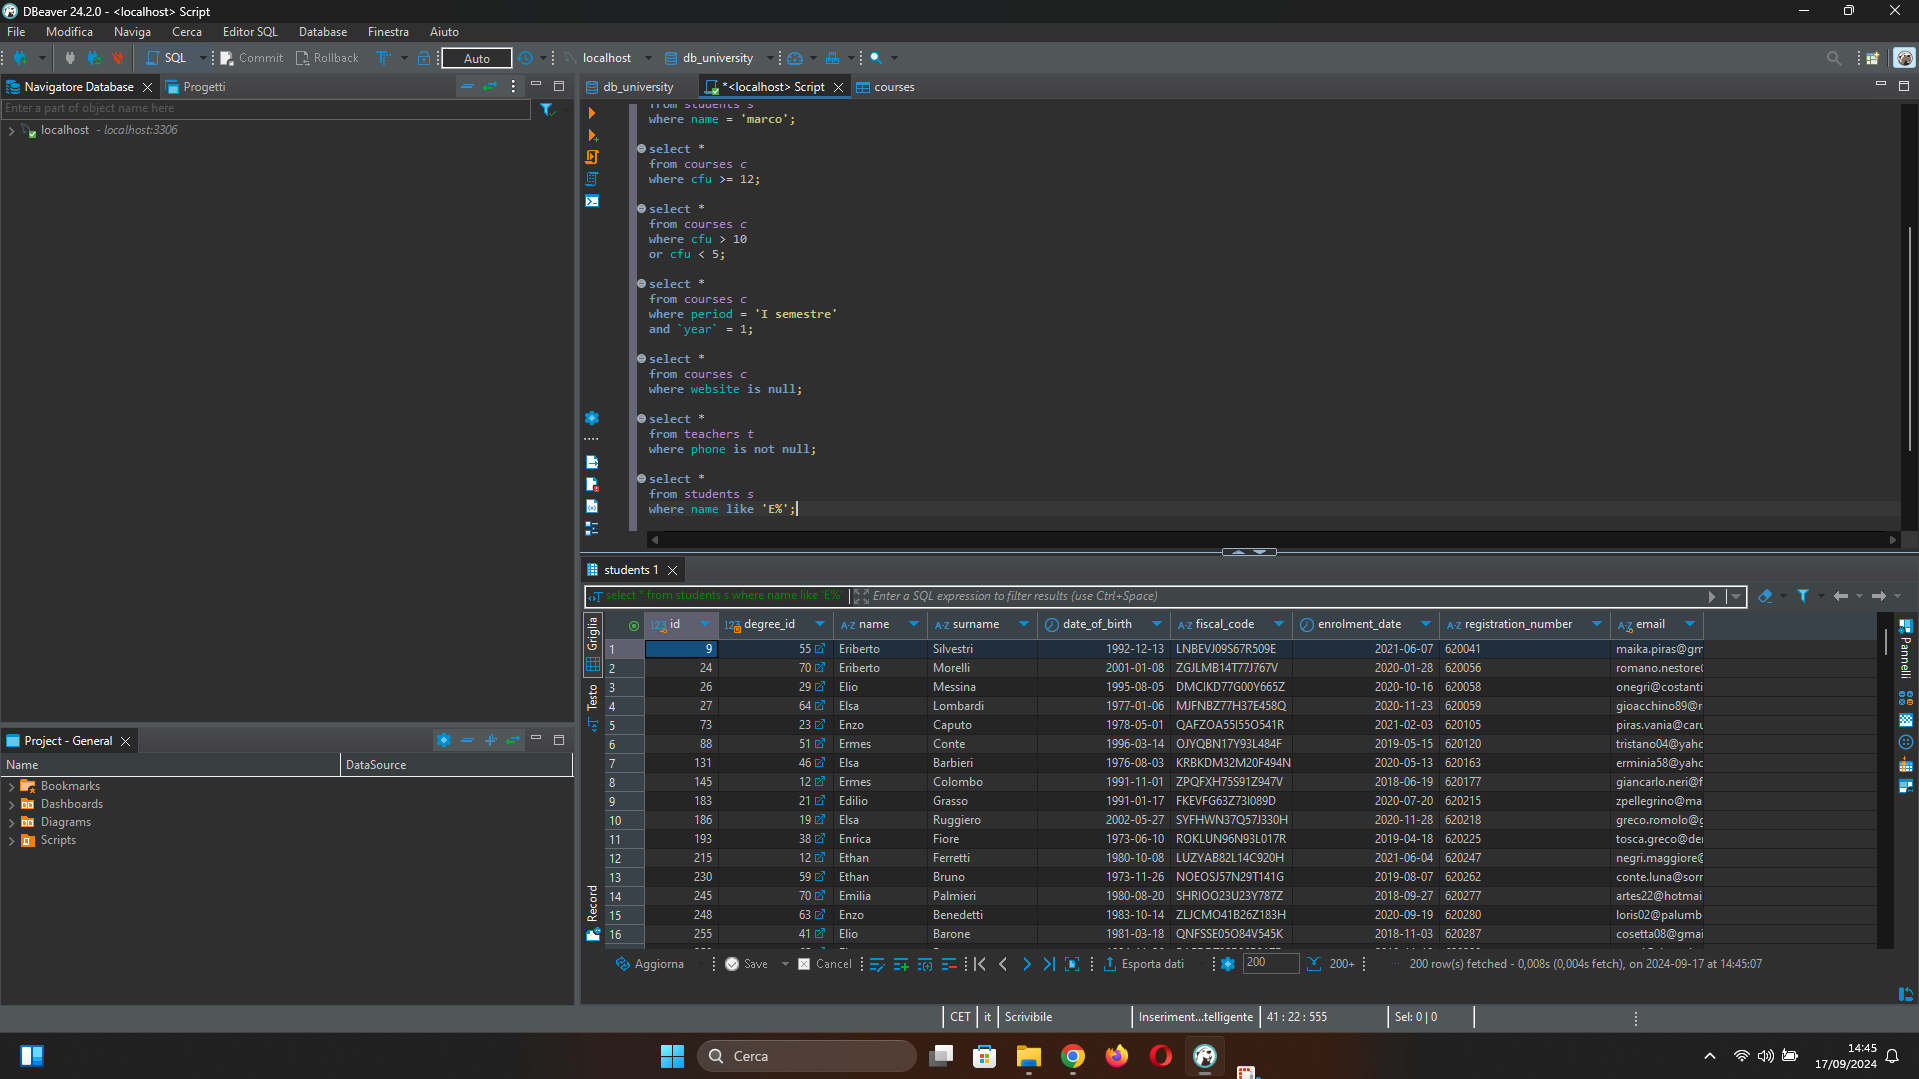 DBeaver 24.2.0 - <localhost> Script
File Modifica Naviga Cerca Editor SQL Database Finestra Aiuto
SQL Commit Rollback Auto localhost db_university
Navigatore Database Progetti
Enter a part of object name here
localhost - localhost:3306
db_university *<localhost> Script courses
from students s
where name = 'marco';
select *
from courses c
where cfu >= 12;
select *
from courses c
where cfu > 10
or cfu < 5;
select *
from courses c
where period = 'I semestre'
and `year` = 1;
select *
from courses c
where website is null;
select *
from teachers t
where phone is not null;
select *
from students s
where name like 'E%';
students 1
select * from students s where name like 'E%' Enter a SQL expression to filter results (use Ctrl+Space)
Griglia
Testo
Record
Pannelli
123 id 123 degree_id A-Z name A-Z surname date_of_birth A-Z fiscal_code enrolment_date A-Z registration_number A-Z email
1 9 55 Eriberto Silvestri 1992-12-13 LNBEVJ09S67R509E 2021-06-07 620041 maika.piras@gm
2 24 70 Eriberto Morelli 2001-01-08 ZGJLMB14T77J767V 2020-01-28 620056 romano.nestore
3 26 29 Elio Messina 1995-08-05 DMCIKD77G00Y665Z 2020-10-16 620058 onegri@costanti
4 27 64 Elsa Lombardi 1977-01-06 MJFNBZ77H37E458Q 2020-11-23 620059 gioacchino89@r
5 73 23 Enzo Caputo 1978-05-01 QAFZOA55I55O541R 2021-02-03 620105 piras.vania@caru
6 88 51 Ermes Conte 1996-03-14 OJYQBN17Y93L484F 2019-05-15 620120 tristano04@yahc
7 131 46 Elsa Barbieri 1976-08-03 KRBKDM32M20F494N 2020-05-13 620163 erminia58@yahc
8 145 12 Ermes Colombo 1991-11-01 ZPQFXH75S91Z947V 2018-06-19 620177 giancarlo.neri@f
9 183 21 Edilio Grasso 1991-01-17 FKEVFG63Z73I089D 2020-07-20 620215 zpellegrino@ma
10 186 19 Elsa Ruggiero 2002-05-27 SYFHWN37Q57J330H 2020-11-28 620218 greco.romolo@g
11 193 38 Enrica Fiore 1973-06-10 ROKLUN96N93L017R 2019-04-18 620225 tosca.greco@de
12 215 12 Ethan Ferretti 1980-10-08 LUZYAB82L14C920H 2021-06-04 620247 negri.maggiore@
13 230 59 Ethan Bruno 1973-11-26 NOEOSJ57N29T141G 2019-08-07 620262 conte.luna@sorr
14 245 70 Emilia Palmieri 1980-08-20 SHRIOO23U23Y787Z 2018-09-27 620277 artes22@hotmai
15 248 63 Enzo Benedetti 1983-10-14 ZLJCMO41B26Z183H 2020-09-19 620280 loris02@palumb
16 255 41 Elio Barone 1981-03-18 QNFSSE05O84V545K 2018-11-03 620287 cosetta08@gmai
Aggiorna Save Cancel Esporta dati 200 200+ 200 row(s) fetched - 0,008s (0,004s fetch), on 2024-09-17 at 14:45:07
Project - General
Name DataSource
Bookmarks
Dashboards
Diagrams
Scripts
CET it Scrivibile Inseriment...telligente 41 : 22 : 555 Sel: 0 | 0
Cerca
14:45
17/09/2024